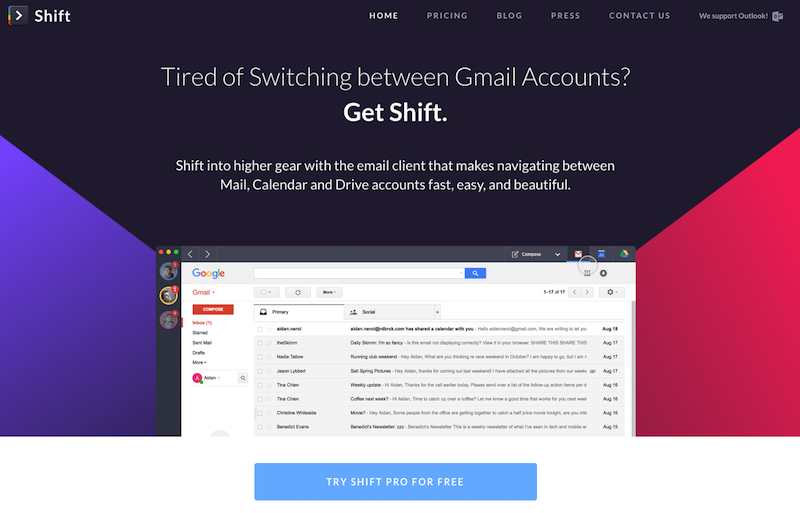 Shift
HOME
PRICING
BLOG
PRESS
CONTACT US
We support Outlook!
Tired of Switching between Gmail Accounts?
Get Shift.
Shift into higher gear with the email client that makes navigating between
Mail, Calendar and Drive accounts fast, easy, and beautiful.
Compose
Google
Gmail
More
1–17 of 17
COMPOSE
Primary
Social
Inbox (1)
Starred
Sent Mail
Drafts
More
Aidan
aidan.nerol@rdbrck.com has shared a calendar with you - Hello aidannerol@gmail.com, We are writing to let you Aug 18
theSkimm Daily Skimm: I'm so fancy - Is this email not displaying correctly? View it in your browser. SHARE THIS SHARE THIS Aug 17
Nadia Tallow Running club weekend - Hey Aidan, What are you thinking re race weekend in October? I am happy to go, but I am n Aug 17
Jason Lybbert Salt Spring Pictures - Hey Aidan, thanks for coming out last weekend! I have attached all the pictures from our weeke Aug 17
Tina Chien Weekly update - Hi Aidan, Thanks for the call earlier today. Please send over a list of the follow-up action items per d Aug 16
Tina Chien Coffee next week? - Hi Aidan, Time to catch up over a coffee? Let me know a good time that works for you next week Aug 16
Christine Whiteside Movie? - Hey Aidan, Some people from the office are getting together to catch a half price movie tonight, are you inte Aug 16
Benedict Evans Benedict's Newsletter: zzz - Benedict's Newsletter This is a weekly newsletter of what I've seen in tech and mobile a Aug 15
TRY SHIFT PRO FOR FREE